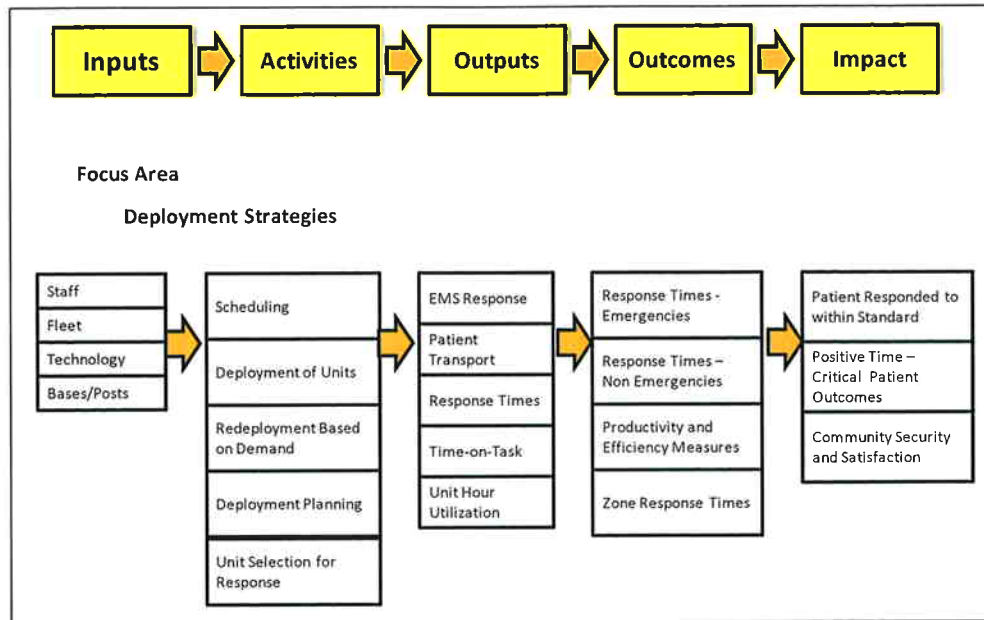 Inputs
Activities
Outputs
Outcomes
Impact
Focus Area
Deployment Strategies
Staff
Fleet
Technology
Bases/Posts
Scheduling
Deployment of Units
Redeployment Based
on Demand
Deployment Planning
Unit Selection for
Response
EMS Response
Patient
Transport
Response Times
Time-on-Task
Unit Hour
Utilization
Response Times -
Emergencies
Response Times –
Non Emergencies
Productivity and
Efficiency Measures
Zone Response Times
Patient Responded to
within Standard
Positive Time –
Critical Patient
Outcomes
Community Security
and Satisfaction